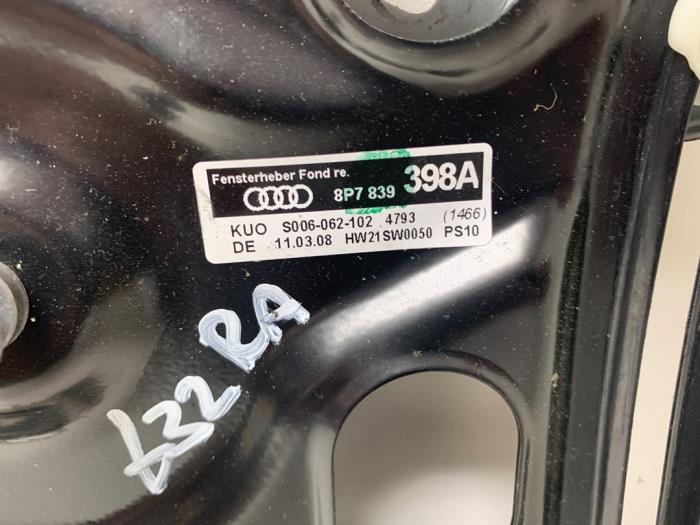 Fensterheber Fond re.
8P7 839 398A
KUO S006-062-102 4793 (1466)
DE 11.03.08 HW21SW0050 PS10
RA